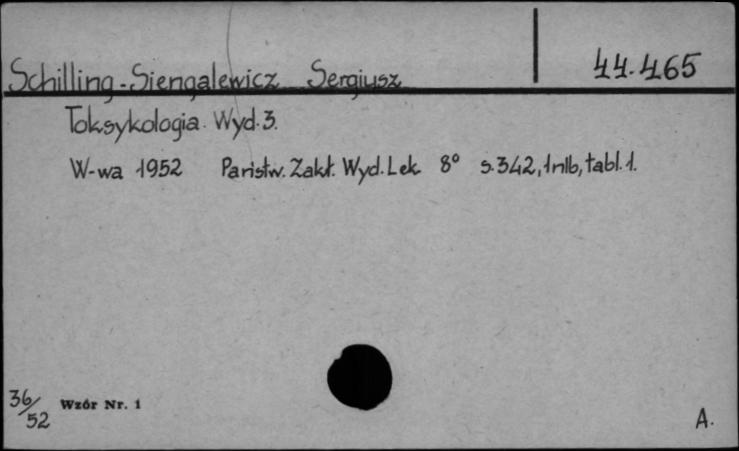 44.465
Schilling-Siengalewicz Sergiusz
Toksykologia. Wyd. 3.
W-wa 1952 Państw. Zakł. Wyd. Lek. 8° s. 342, 1 nlb, tabl. 1.
36/52 Wzór Nr. 1
A.